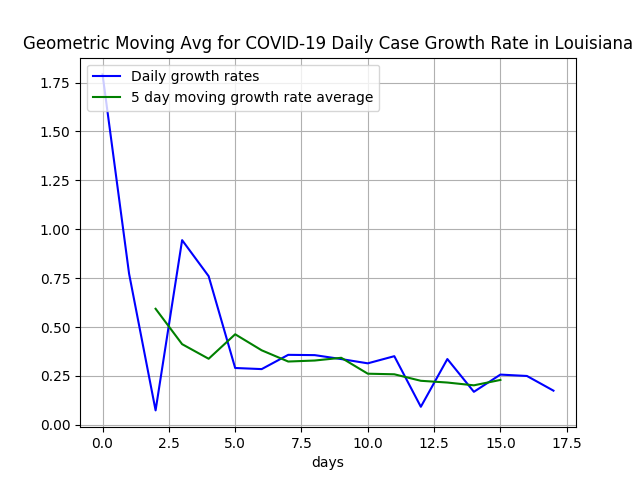 Geometric Moving Avg for COVID-19 Daily Case Growth Rate in Louisiana
Daily growth rates
5 day moving growth rate average
1.75
1.50
1.25
1.00
0.75
0.50
0.25
0.00
0.0 2.5 5.0 7.5 10.0 12.5 15.0 17.5
days